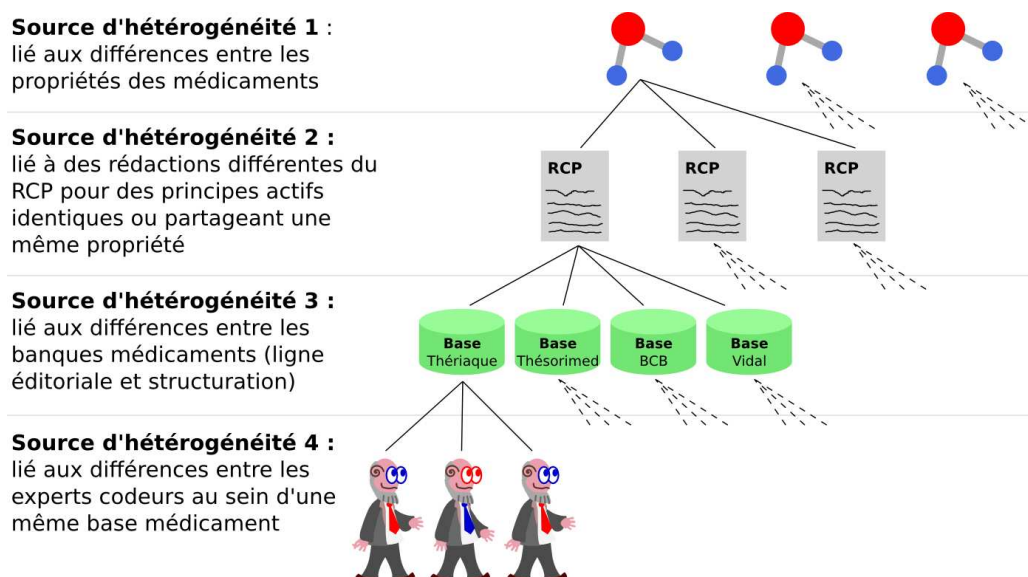 Source d'hétérogénéité 1 :
lié aux différences entre les
propriétés des médicaments
Source d'hétérogénéité 2 :
lié à des rédactions différentes du
RCP pour des principes actifs
identiques ou partageant une
même propriété
RCP
RCP
RCP
Source d'hétérogénéité 3 :
lié aux différences entre les
banques médicaments (ligne
éditoriale et structuration)
Base
Thériaque
Base
Thésorimed
Base
BCB
Base
Vidal
Source d'hétérogénéité 4 :
lié aux différences entre les
experts codeurs au sein d'une
même base médicament